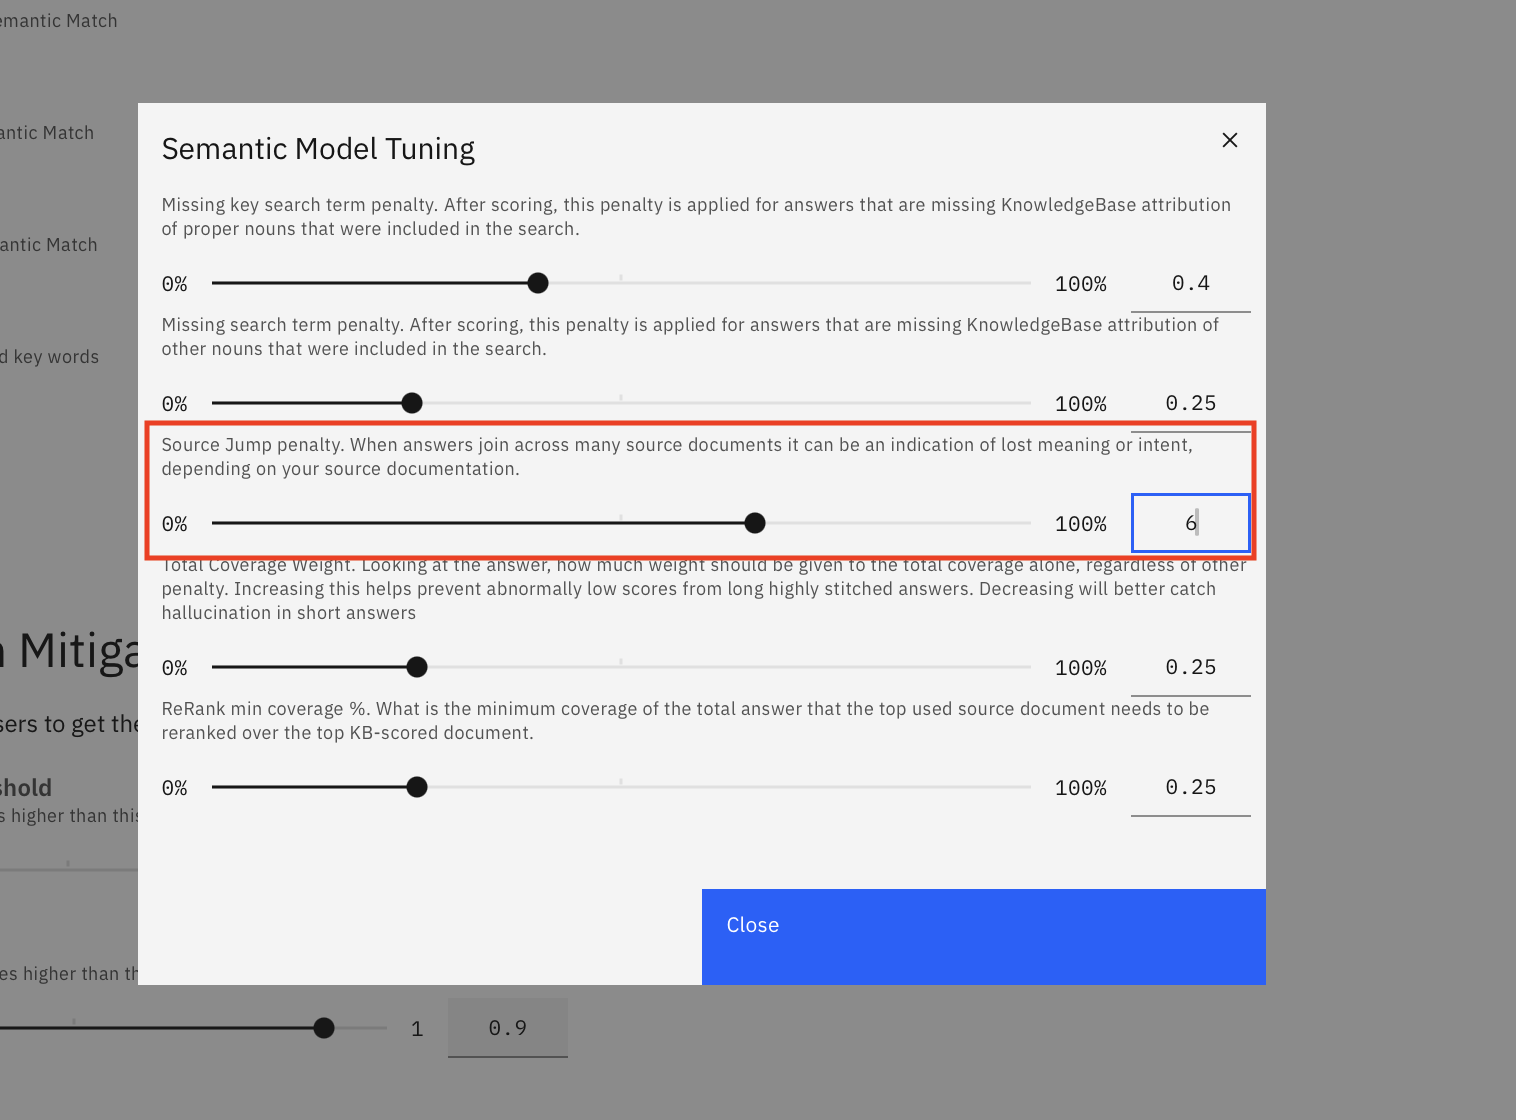 emantic Match
antic Match
Semantic Model Tuning
Missing key search term penalty. After scoring, this penalty is applied for answers that are missing KnowledgeBase attribution
of proper nouns that were included in the search.
antic Match
0% 100% 0.4
Missing search term penalty. After scoring, this penalty is applied for answers that are missing KnowledgeBase attribution of
other nouns that were included in the search.
d key words
0% 100% 0.25
Source Jump penalty. When answers join across many source documents it can be an indication of lost meaning or intent,
depending on your source documentation.
0% 100% 6
Total Coverage Weight. Looking at the answer, how much weight should be given to the total coverage alone, regardless of other
penalty. Increasing this helps prevent abnormally low scores from long highly stitched answers. Decreasing will better catch
hallucination in short answers
n Mitiga
0% 100% 0.25
ReRank min coverage %. What is the minimum coverage of the total answer that the top used source document needs to be
reranked over the top KB-scored document.
sers to get the
0% 100% 0.25
shold
s higher than this
Close
es higher than th
1 0.9